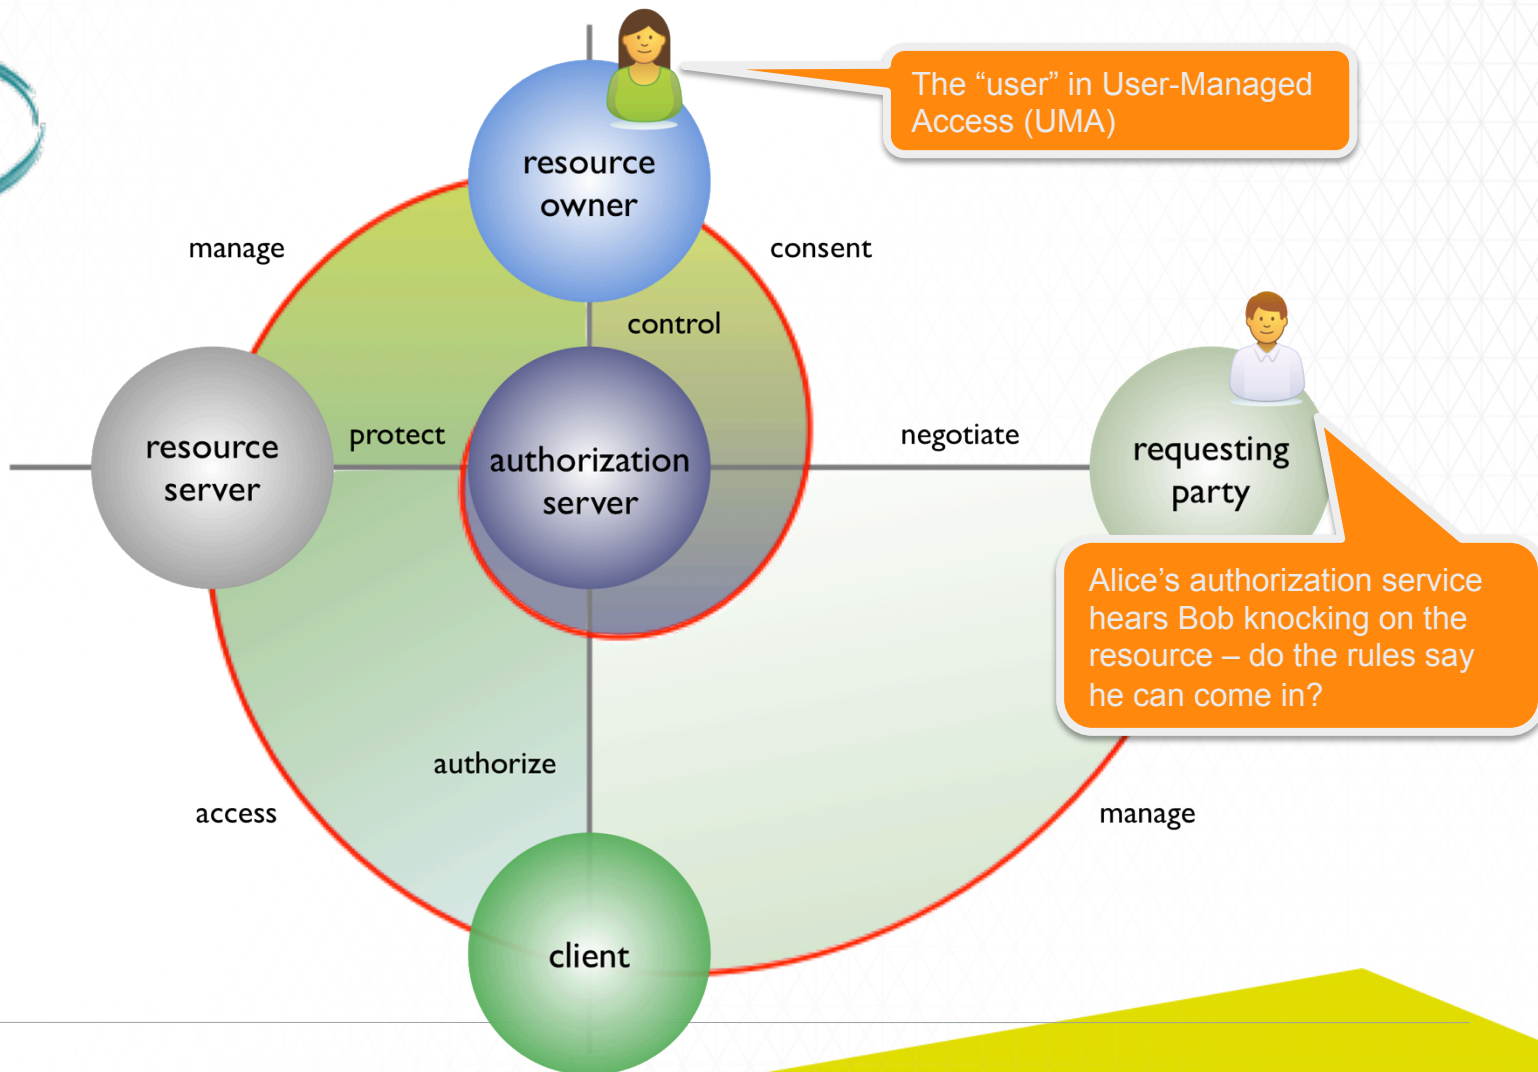 The “user” in User-Managed
Access (UMA)
resource
owner
manage
consent
control
resource
server
protect
authorization
server
negotiate
requesting
party
Alice’s authorization service
hears Bob knocking on the
resource – do the rules say
he can come in?
authorize
access
manage
client